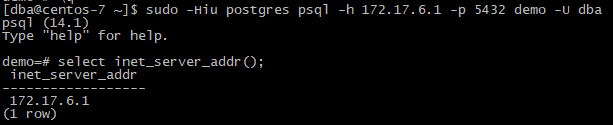 [dba@centos-7 ~]$ sudo -Hiu postgres psql -h 172.17.6.1 -p 5432 demo -U dba
psql (14.1)
Type "help" for help.
demo=# select inet_server_addr();
inet_server_addr
------------------
172.17.6.1
(1 row)